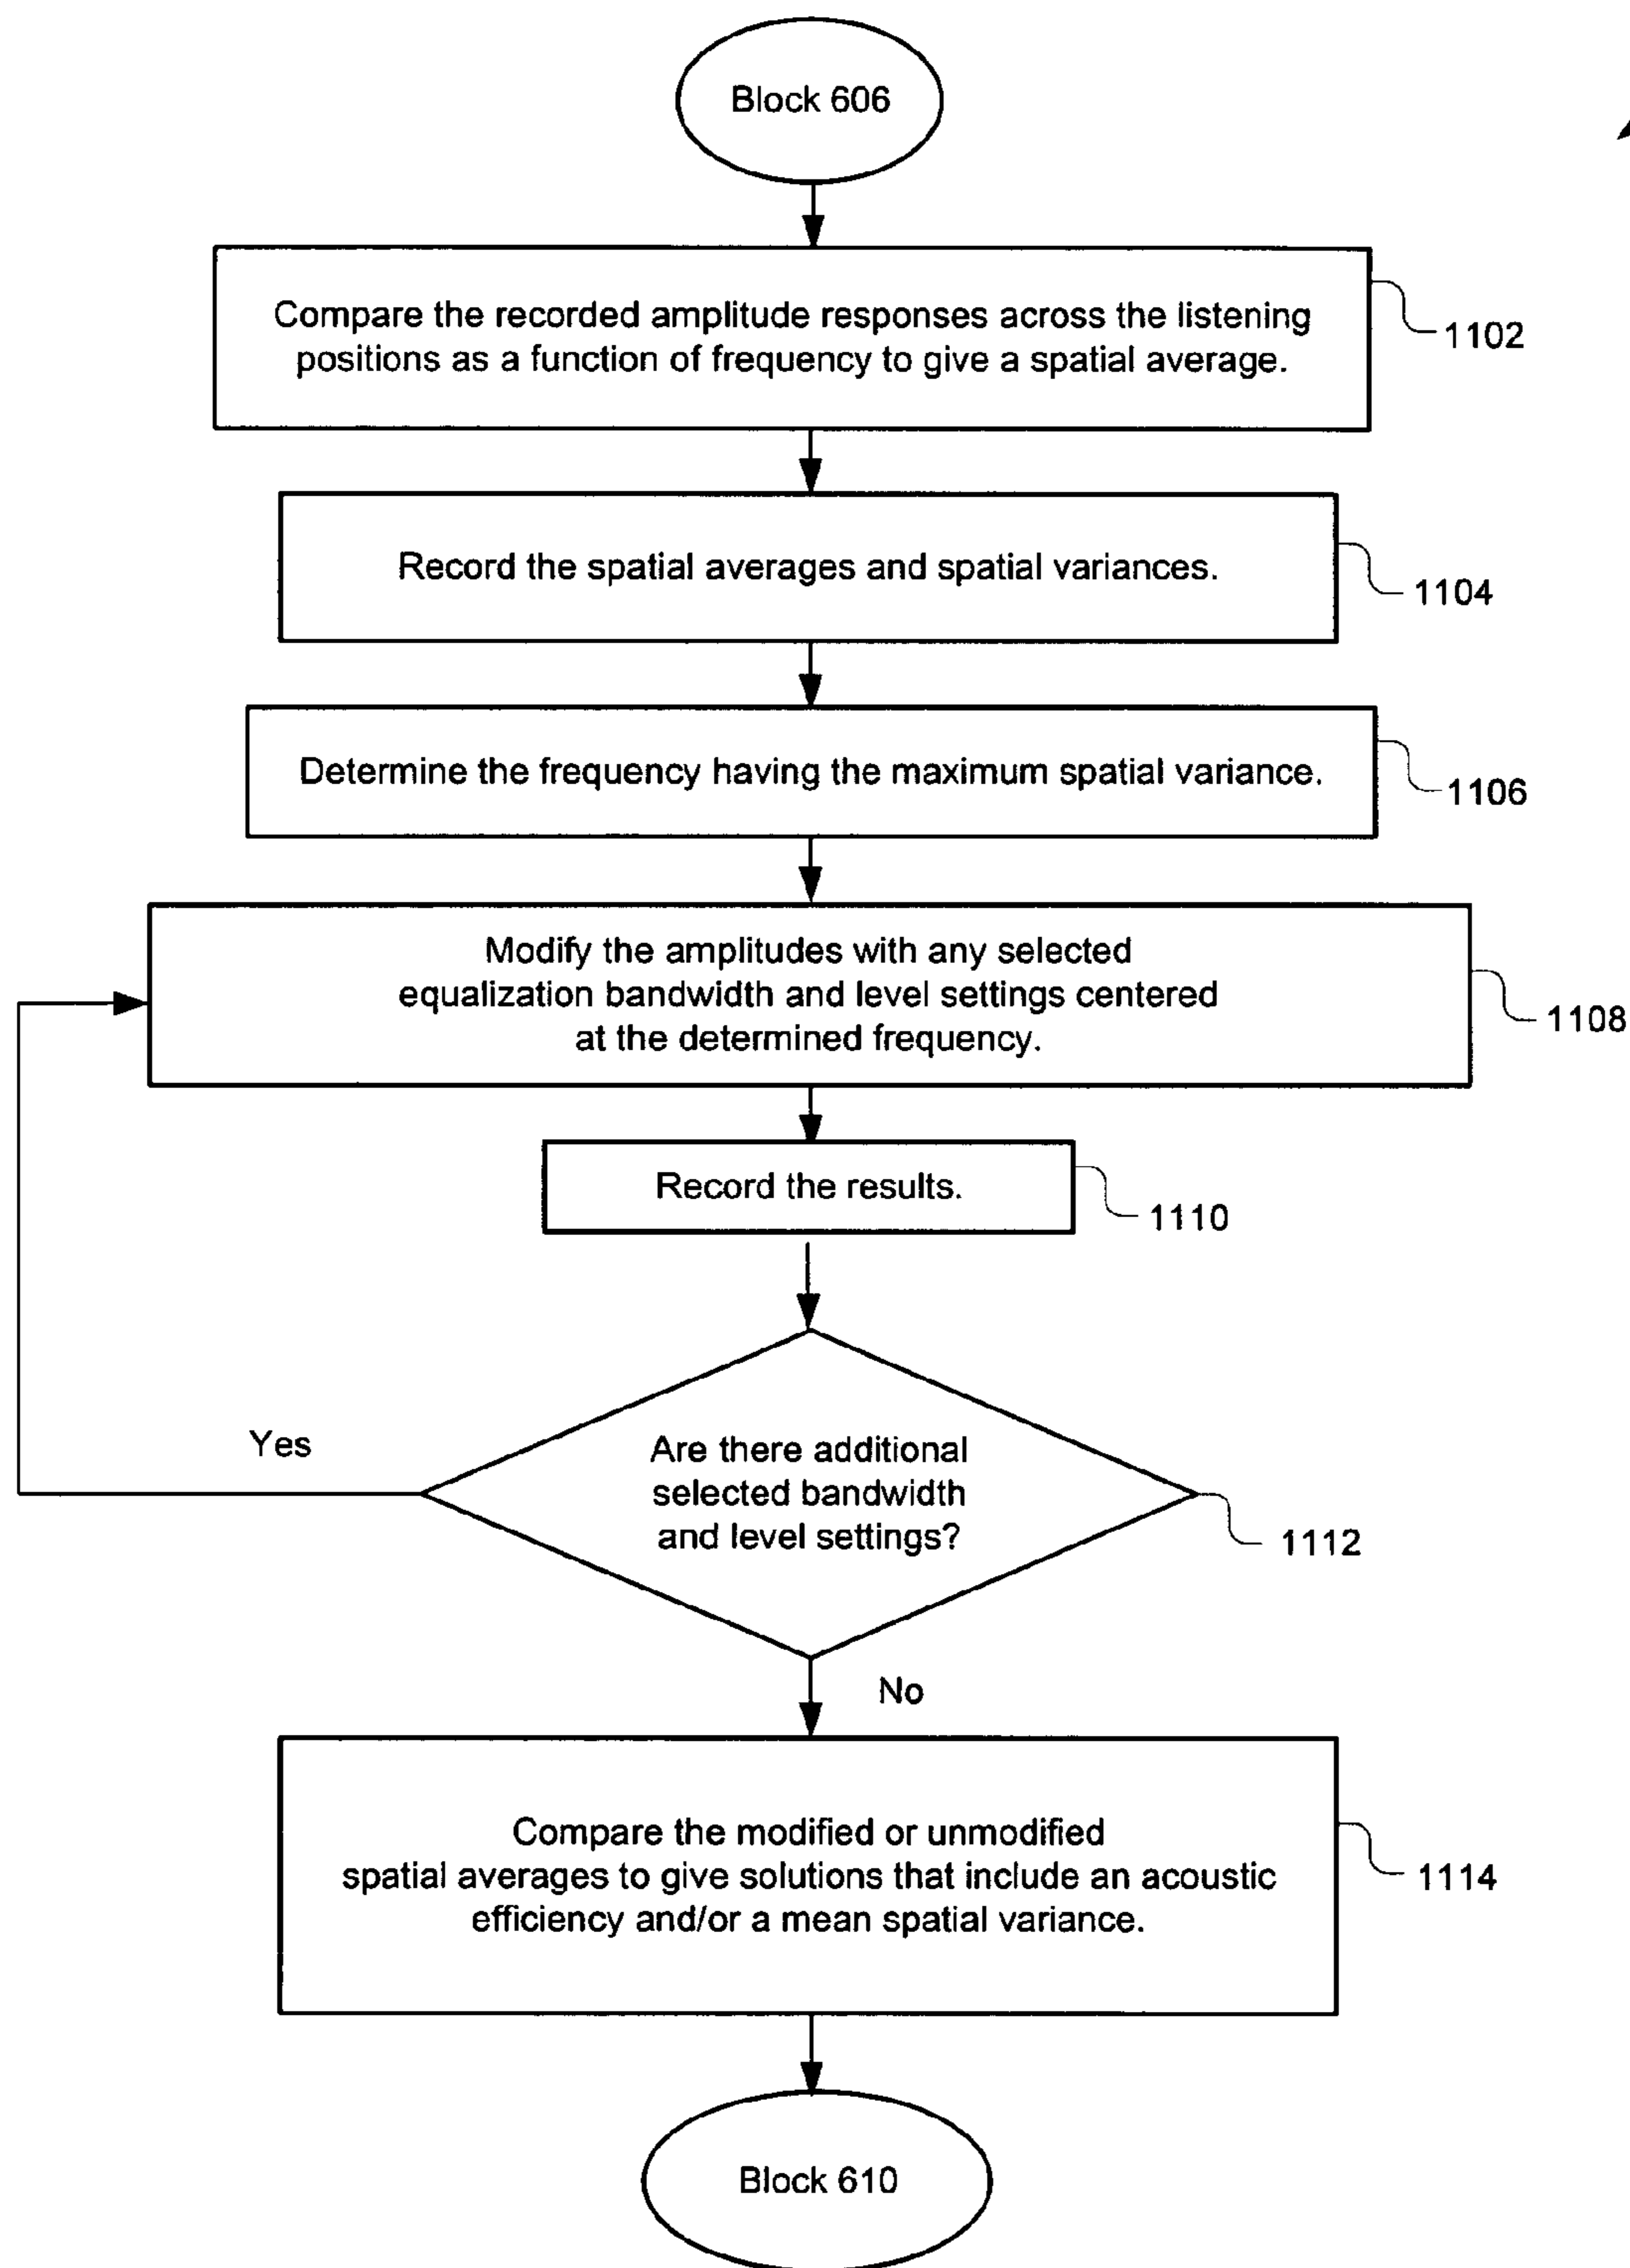 Block 606
Compare the recorded amplitude responses across the listening
positions as a function of frequency to give a spatial average.
1102
Record the spatial averages and spatial variances.
1104
Determine the frequency having the maximum spatial variance.
1106
Modify the amplitudes with any selected
equalization bandwidth and level settings centered
at the determined frequency.
1108
Record the results.
1110
Yes
Are there additional
selected bandwidth
and level settings?
1112
No
Compare the modified or unmodified
spatial averages to give solutions that include an acoustic
efficiency and/or a mean spatial variance.
1114
Block 610